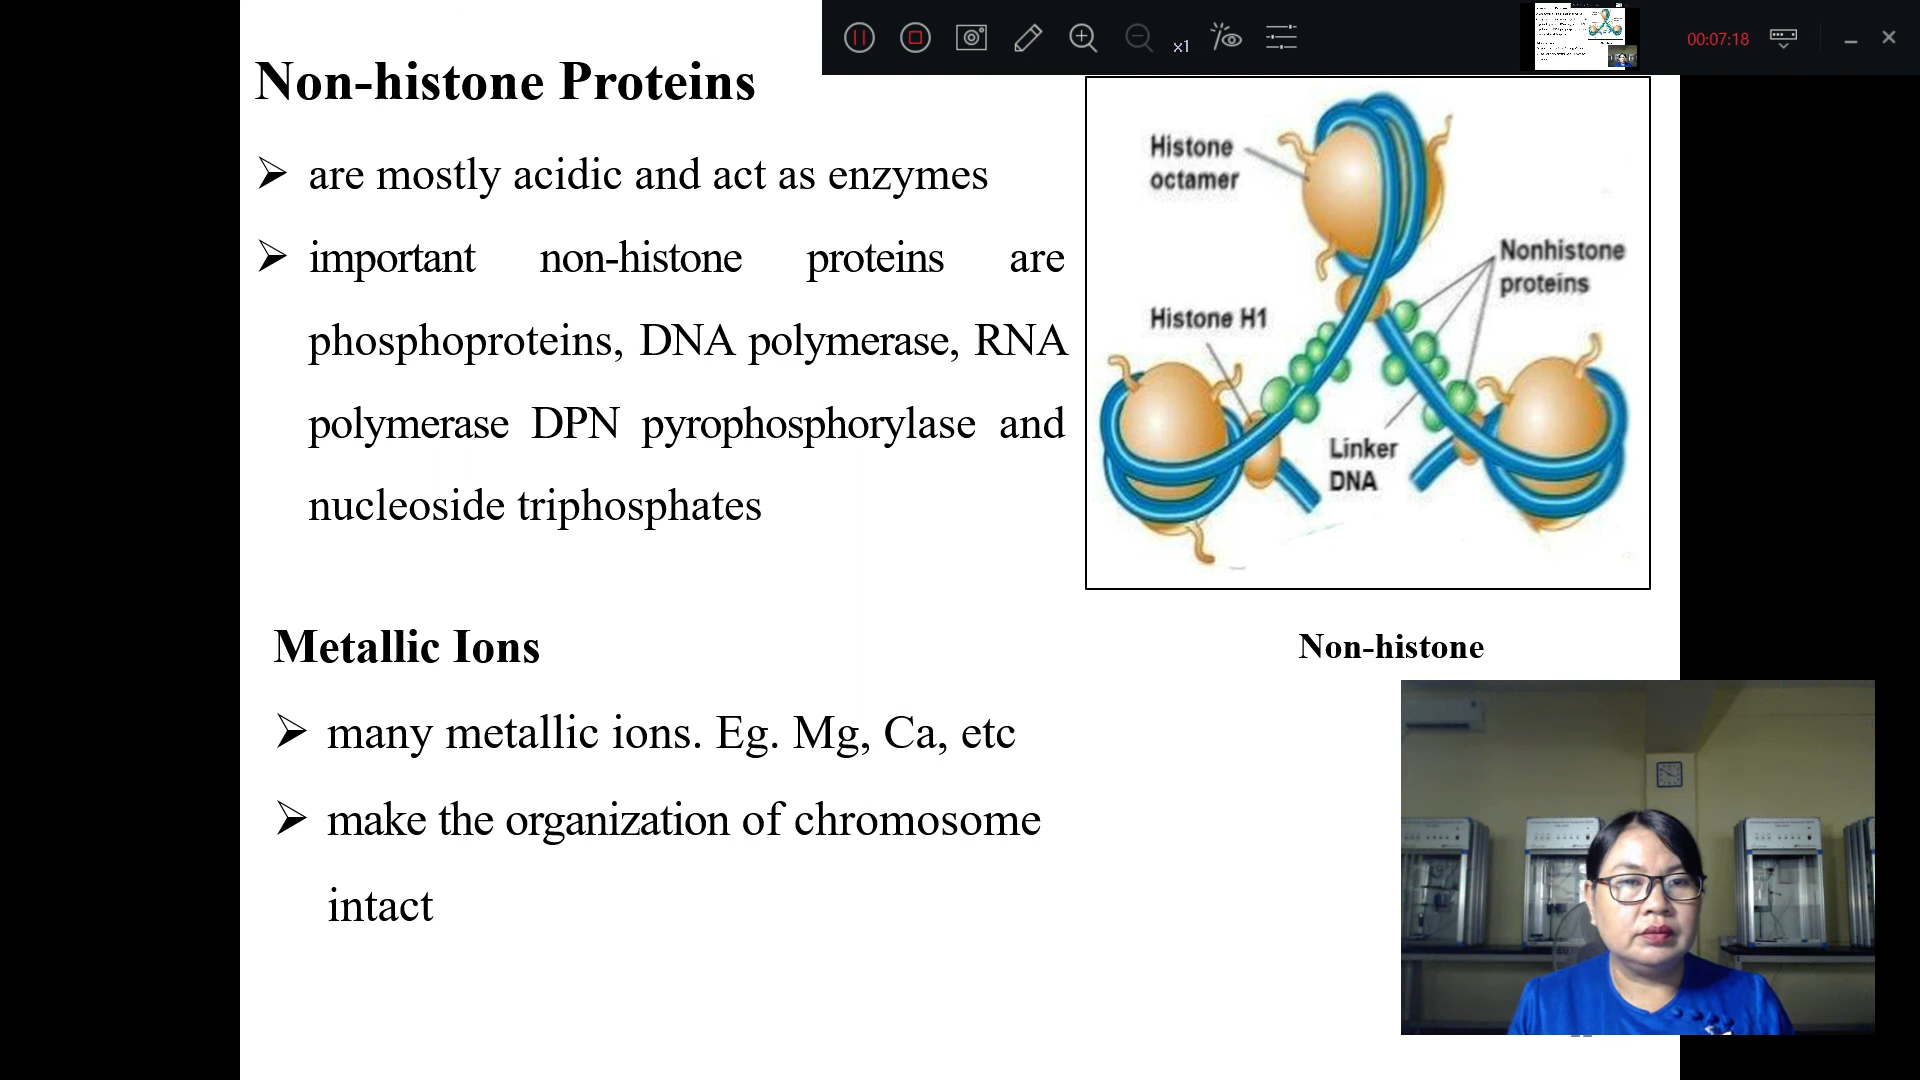 x1
00:07:18
Non-histone Proteins
➢ are mostly acidic and act as enzymes
➢ important non-histone proteins are
phosphoproteins, DNA polymerase, RNA
polymerase DPN pyrophosphorylase and
nucleoside triphosphates
Histone
octamer
Nonhistone
proteins
Histone H1
Linker
DNA
Non-histone
Metallic Ions
➢ many metallic ions. Eg. Mg, Ca, etc
➢ make the organization of chromosome
intact